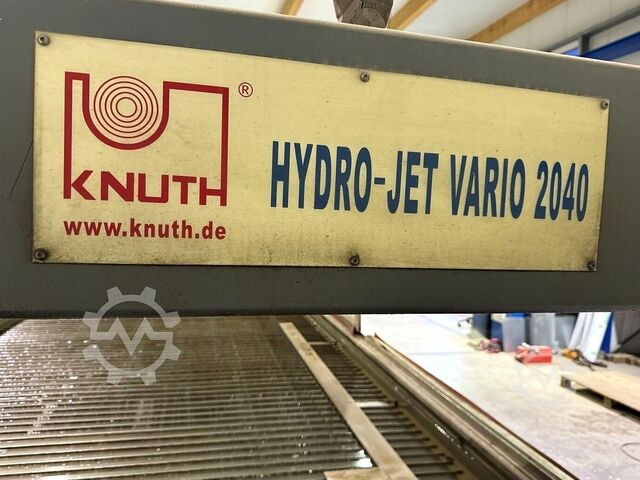 KNUTH ®
www.knuth.de
HYDRO-JET VARIO 2040